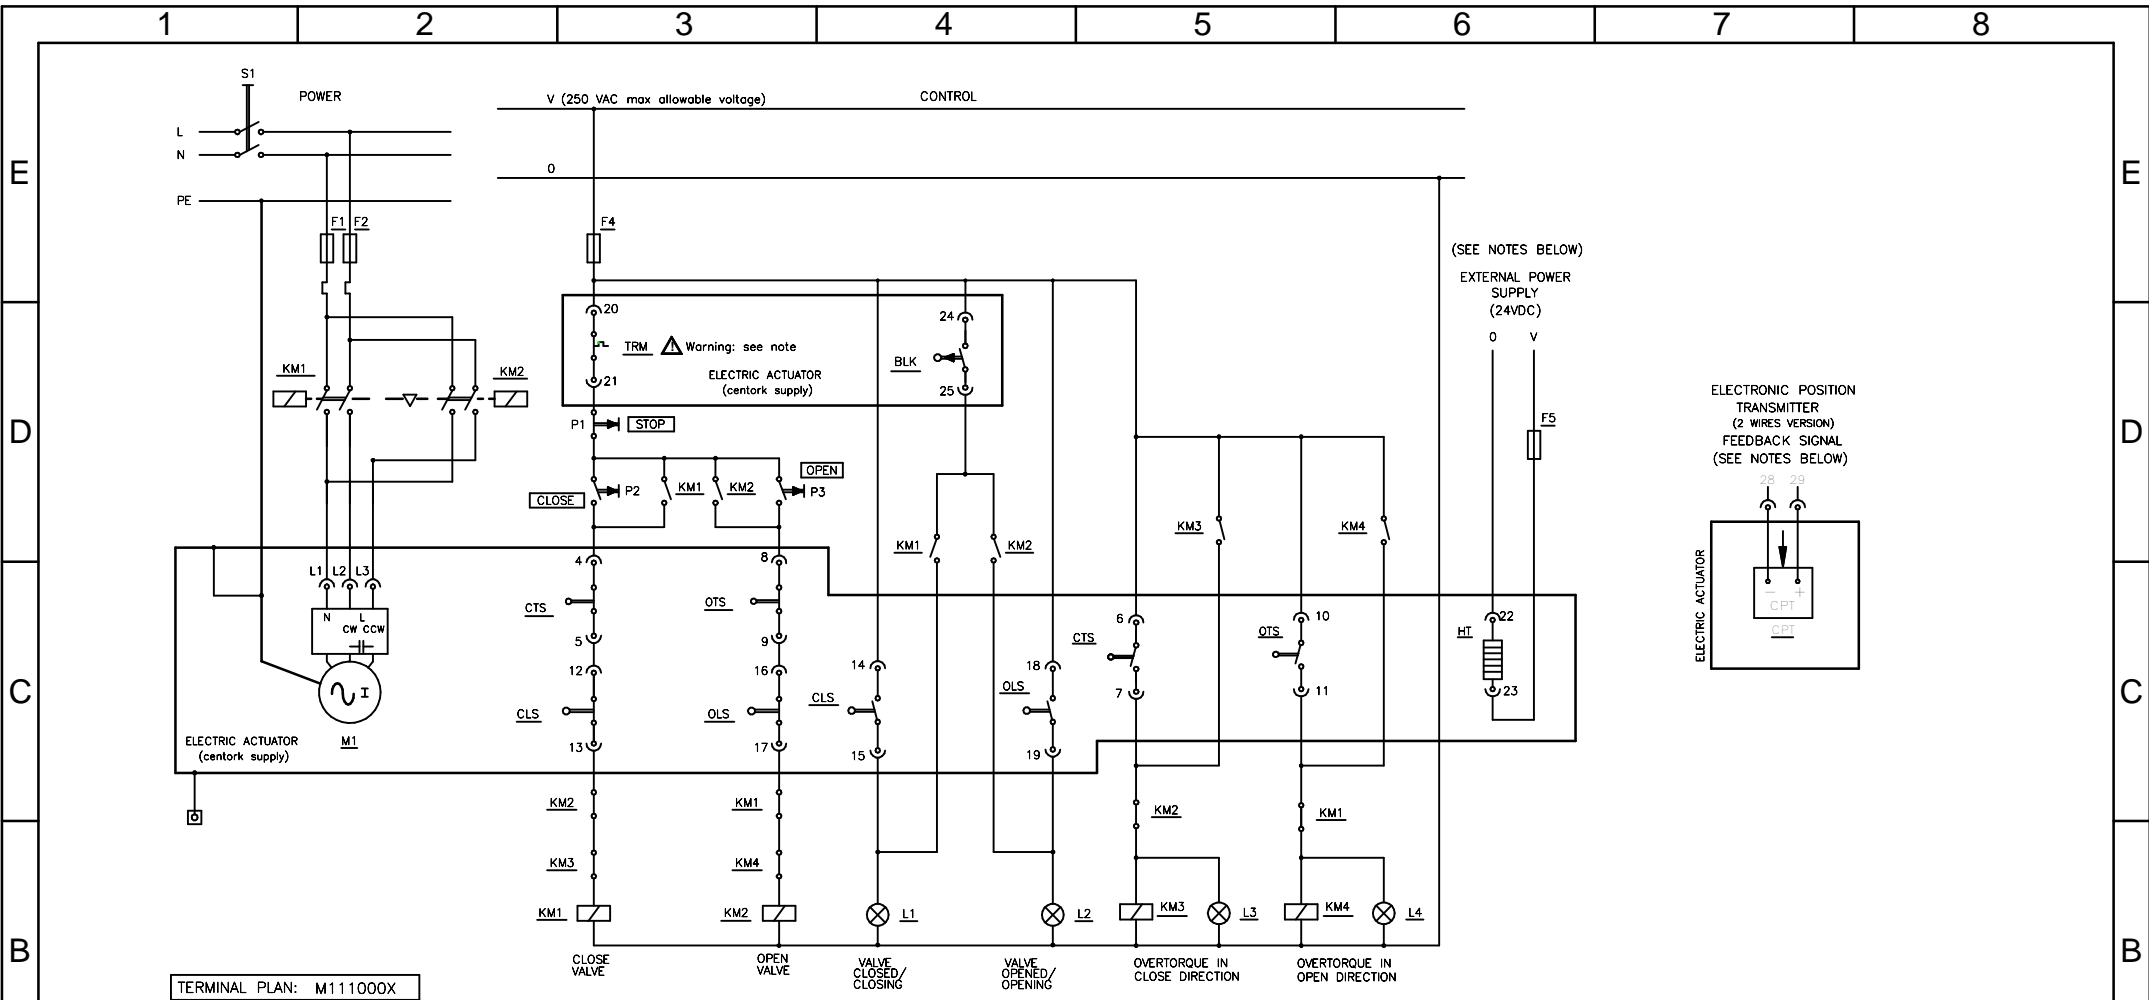 1 2 3 4 5 6 7 8
S1
POWER
V (250 VAC max allowable voltage)
CONTROL
L
N
E
0
E
PE
F1 F2
F4
(SEE NOTES BELOW)
EXTERNAL POWER
SUPPLY
(24VDC)
0 V
20
TRM Warning: see note
21
ELECTRIC ACTUATOR
(centork supply)
24
BLK
25
KM1
KM2
ELECTRONIC POSITION
TRANSMITTER
(2 WIRES VERSION)
FEEDBACK SIGNAL
(SEE NOTES BELOW)
28 29
D
P1 STOP
F5
D
OPEN
CLOSE
P2
KM1
KM2
P3
KM3
KM4
KM1
KM2
L1 L2 L3
4
8
N L
CW CCW
I
M1
CTS
OTS
5
9
12
16
CLS
OLS
13
17
14
CLS
15
18
OLS
19
6
CTS
7
10
OTS
11
22
HT
23
ELECTRIC ACTUATOR
- +
CPT
CPT
C
C
ELECTRIC ACTUATOR
(centork supply)
KM2
KM1
KM2
KM1
KM3
KM4
KM1
KM2
L1
L2
KM3
L3
KM4
L4
B
B
CLOSE
VALVE
OPEN
VALVE
VALVE
CLOSED/
CLOSING
VALVE
OPENED/
OPENING
OVERTORQUE IN
CLOSE DIRECTION
OVERTORQUE IN
OPEN DIRECTION
TERMINAL PLAN: M111000X